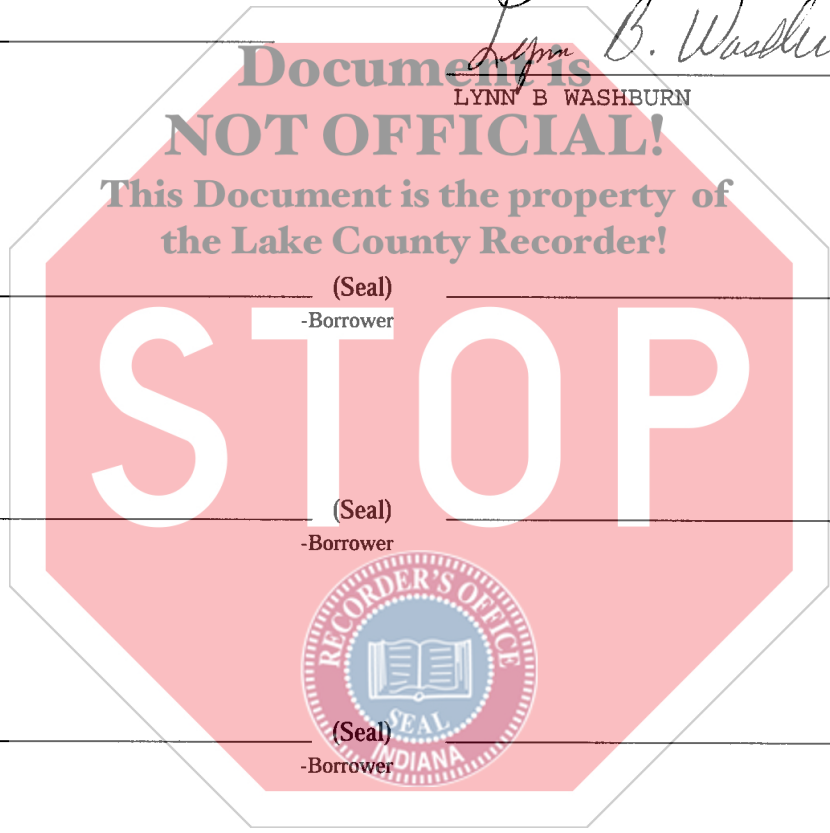 Lynn B. Washbu
Document is
LYNN B WASHBURN
NOT OFFICIAL!
This Document is the property of
the Lake County Recorder!
(Seal)
-Borrower
STOP
(Seal)
-Borrower
RECORDER'S OFFICE
SEAL
(Seal)
INDIANA
-Borrower